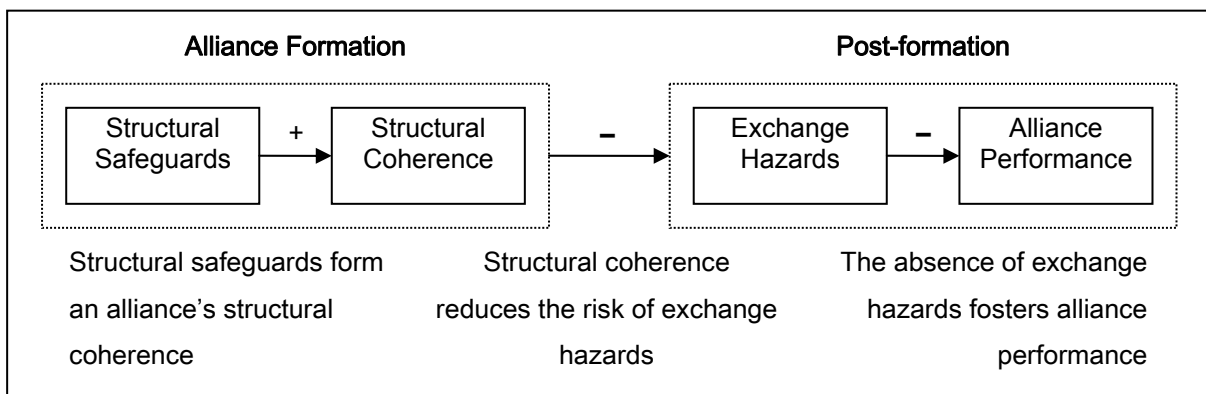 Alliance Formation
Post-formation
Structural
Safeguards
+
Structural
Coherence
–
Exchange
Hazards
–
Alliance
Performance
Structural safeguards form
an alliance’s structural
coherence
Structural coherence
reduces the risk of exchange
hazards
The absence of exchange
hazards fosters alliance
performance